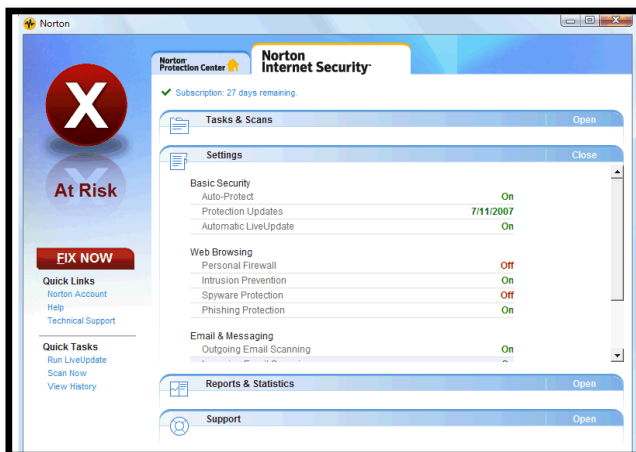 Norton
Norton
Protection Center
Norton
Internet Security
Subscription: 27 days remaining.
X
At Risk
FIX NOW
Quick Links
Norton Account
Help
Technical Support
Quick Tasks
Run LiveUpdate
Scan Now
View History
Tasks & Scans Open
Settings Close
Basic Security
Auto-Protect On
Protection Updates 7/11/2007
Automatic LiveUpdate On
Web Browsing
Personal Firewall Off
Intrusion Prevention On
Spyware Protection Off
Phishing Protection On
Email & Messaging
Outgoing Email Scanning On
Reports & Statistics Open
Support Open